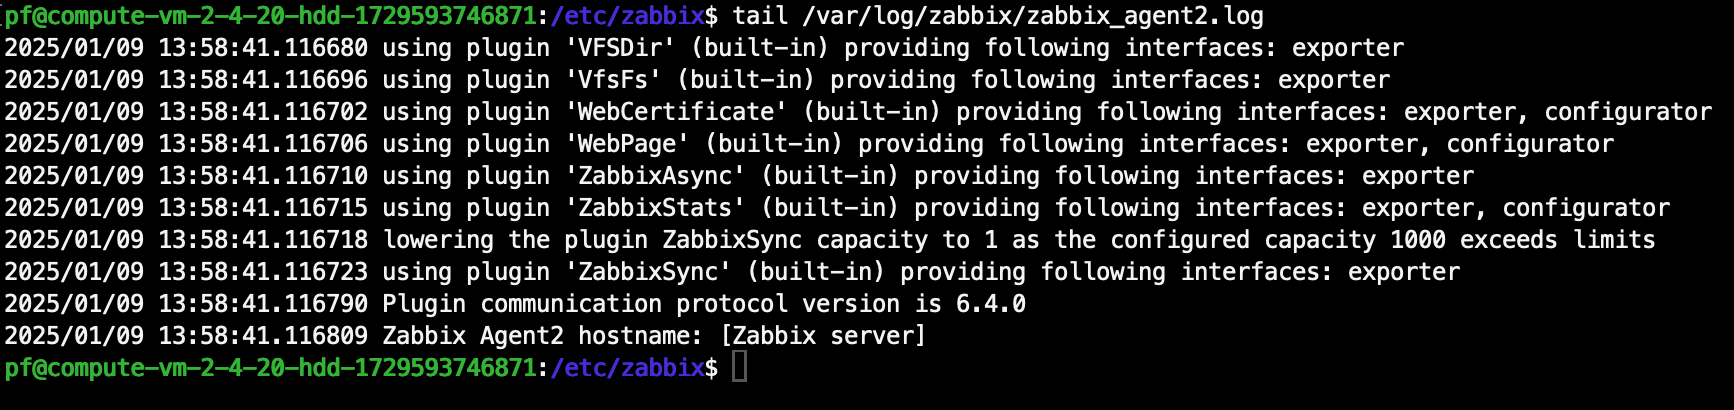 pf@compute-vm-2-4-20-hdd-1729593746871:/etc/zabbix$ tail /var/log/zabbix/zabbix_agent2.log
2025/01/09 13:58:41.116680 using plugin 'VFSDir' (built-in) providing following interfaces: exporter
2025/01/09 13:58:41.116696 using plugin 'VfsFs' (built-in) providing following interfaces: exporter
2025/01/09 13:58:41.116702 using plugin 'WebCertificate' (built-in) providing following interfaces: exporter, configurator
2025/01/09 13:58:41.116706 using plugin 'WebPage' (built-in) providing following interfaces: exporter, configurator
2025/01/09 13:58:41.116710 using plugin 'ZabbixAsync' (built-in) providing following interfaces: exporter
2025/01/09 13:58:41.116715 using plugin 'ZabbixStats' (built-in) providing following interfaces: exporter, configurator
2025/01/09 13:58:41.116718 lowering the plugin ZabbixSync capacity to 1 as the configured capacity 1000 exceeds limits
2025/01/09 13:58:41.116723 using plugin 'ZabbixSync' (built-in) providing following interfaces: exporter
2025/01/09 13:58:41.116790 Plugin communication protocol version is 6.4.0
2025/01/09 13:58:41.116809 Zabbix Agent2 hostname: [Zabbix server]
pf@compute-vm-2-4-20-hdd-1729593746871:/etc/zabbix$